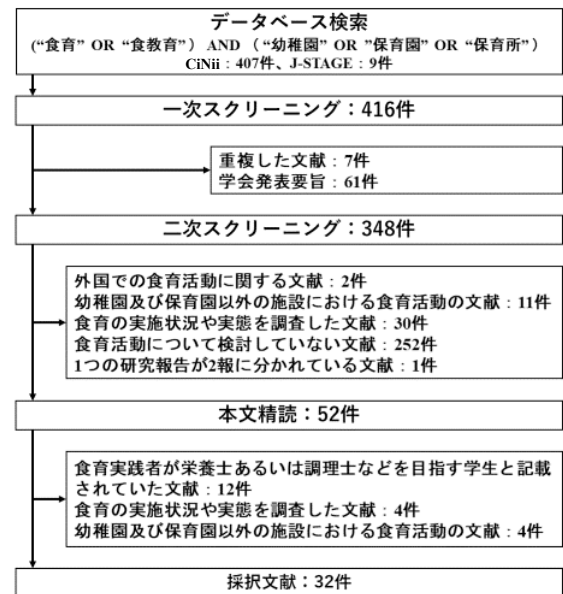 データベース検索
(“食育” OR “食教育”) AND (“幼稚園” OR ”保育園” OR “保育所”)
CiNii：407件、J-STAGE：9件
一次スクリーニング：416件
重複した文献：7件
学会発表要旨：61件
二次スクリーニング：348件
外国での食育活動に関する文献：2件
幼稚園及び保育園以外の施設における食育活動の文献：11件
食育の実施状況や実態を調査した文献：30件
食育活動について検討していない文献：252件
1つの研究報告が2報に分かれている文献：1件
本文精読：52件
食育実践者が栄養士あるいは調理士などを目指す学生と記載
されていた文献：12件
食育の実施状況や実態を調査した文献：4件
幼稚園及び保育園以外の施設における食育活動の文献：4件
採択文献：32件